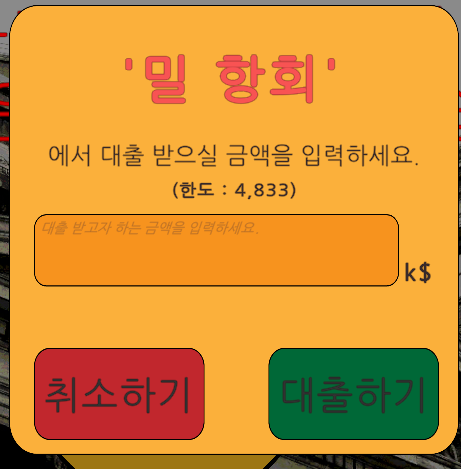 '밀 항회'
에서 대출 받으실 금액을 입력하세요.
(한도 : 4,833)
대출 받고자 하는 금액을 입력하세요.
k$
취소하기 대출하기